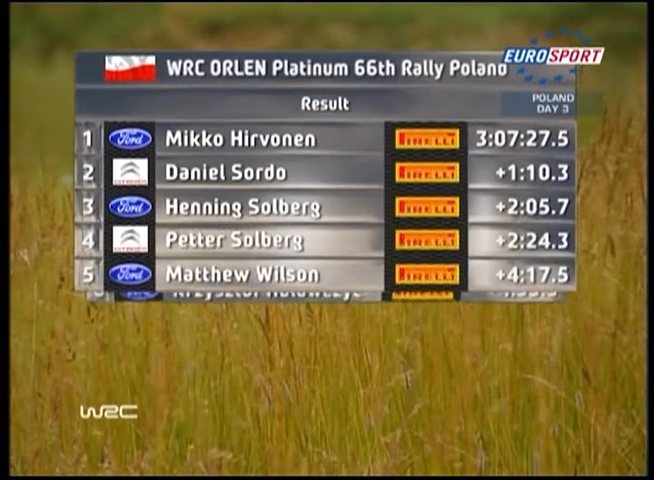 EUROSPORT
WRC ORLEN Platinum 66th Rally Poland
Result
POLAND
DAY 3
1 Ford Mikko Hirvonen PIRELLI 3:07:27.5
2 CITROËN Daniel Sordo PIRELLI +1:10.3
3 Ford Henning Solberg PIRELLI +2:05.7
4 Petter Solberg PIRELLI +2:24.3
5 Ford Matthew Wilson PIRELLI +4:17.5
WRC